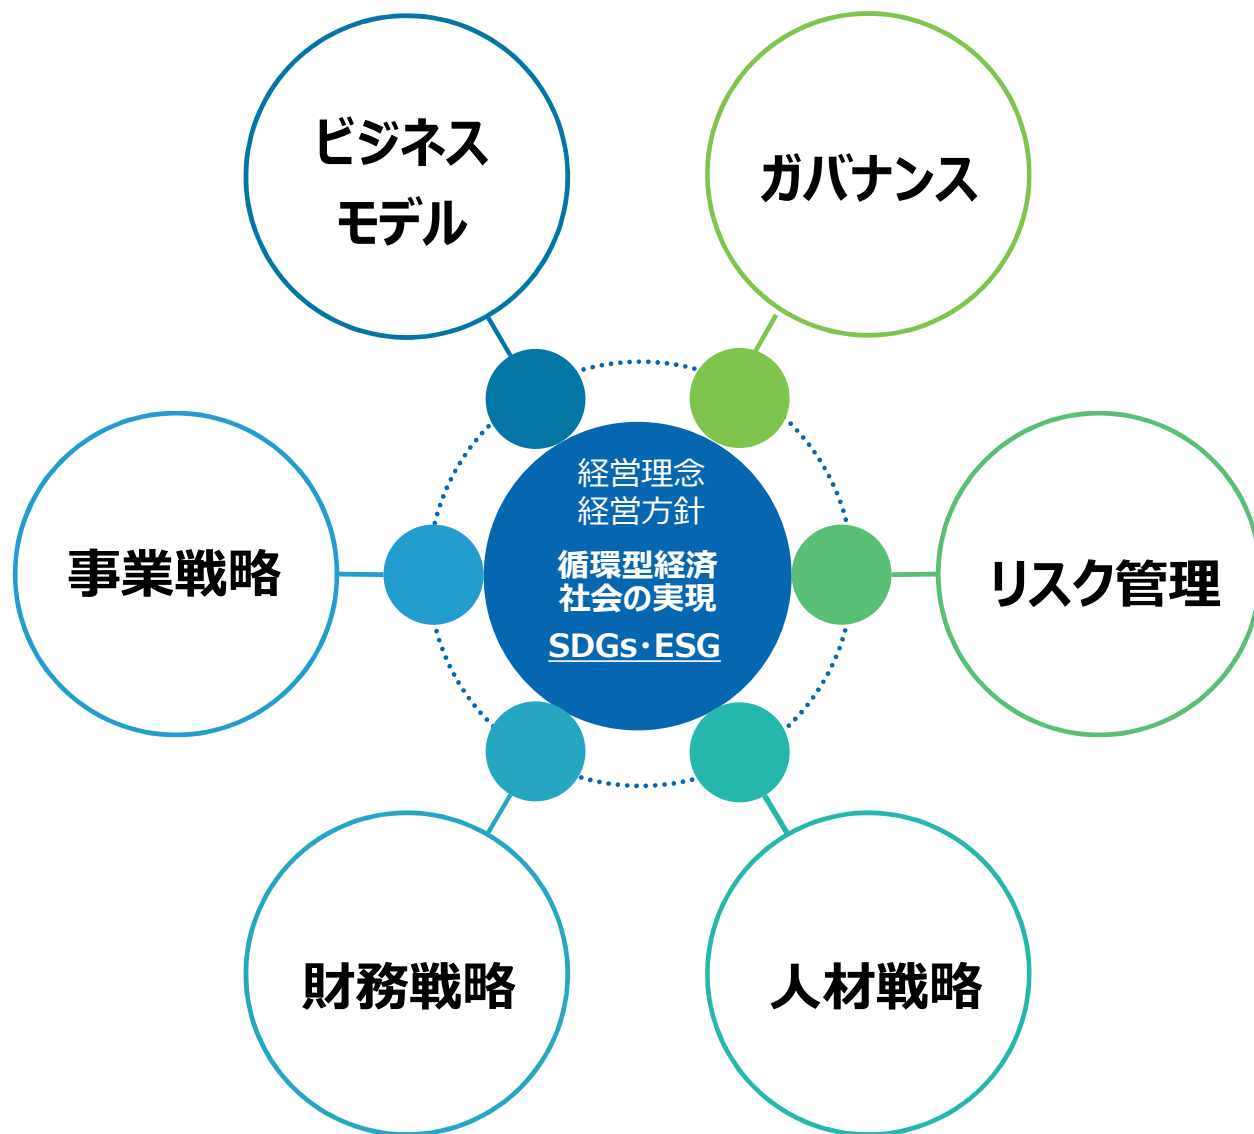 ビジネス
モデル
ガバナンス
経営理念
経営方針
循環型経済
社会の実現
SDGs・ESG
事業戦略
リスク管理
財務戦略
人材戦略